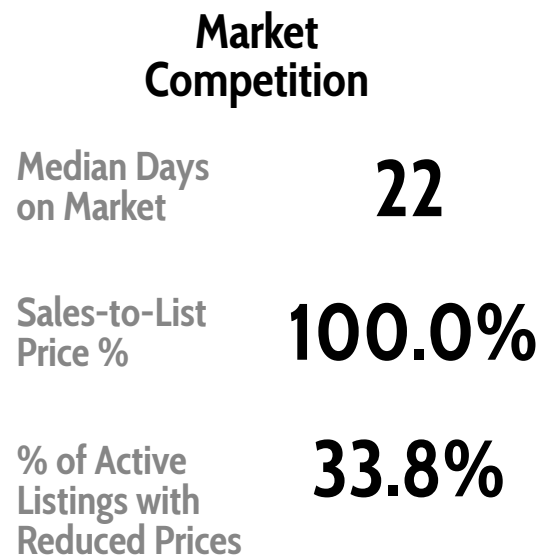 Market
Competition
Median Days
on Market
22
Sales-to-List
Price %
100.0%
% of Active
Listings with
Reduced Prices
33.8%